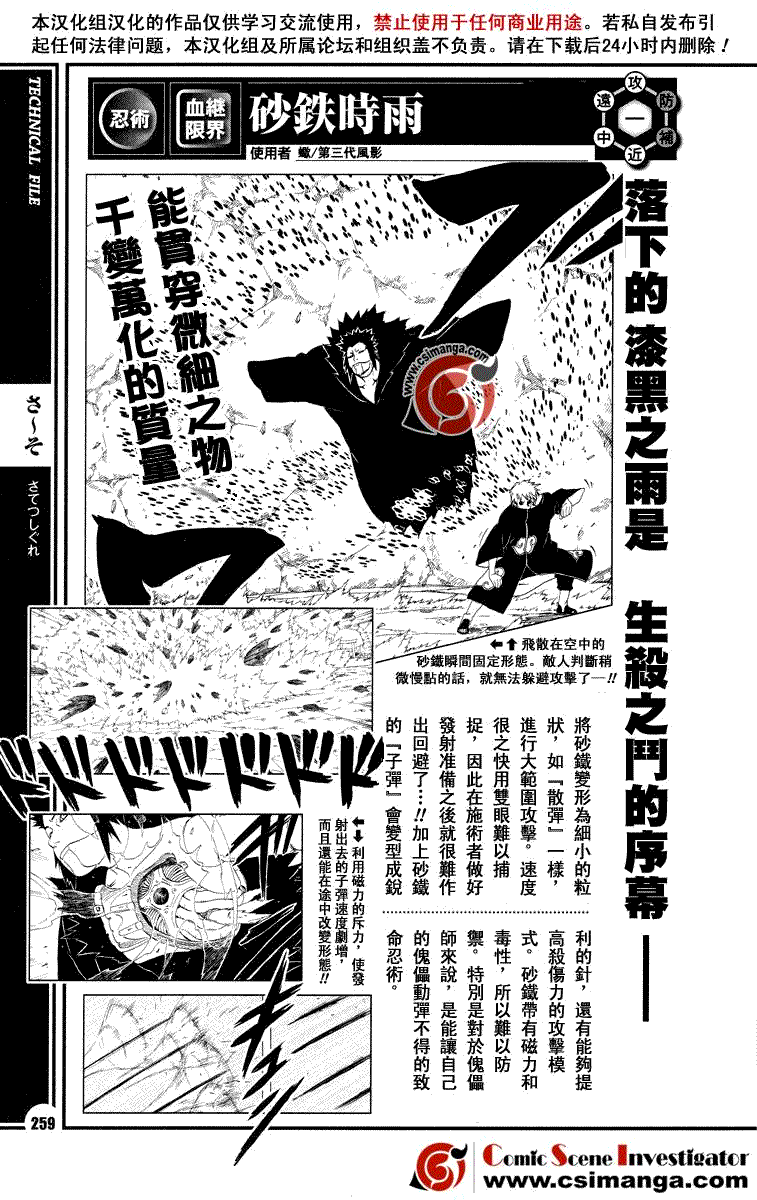 本汉化组汉化的作品仅供学习交流使用，禁止使用于任何商业用途。若私自发布引
起任何法律问题，本汉化组及所属论坛和组织盖不负责。请在下载后24小时内删除！
TECHNICAL FILE
さ〜そ
さてつしぐれ
忍術
血継
限界
砂鉄時雨
使用者 蠍/第三代風影
攻
防
補
近
中
遠
一
落下的 漆黑之雨是 生殺之鬥的序幕——
能貫穿微細之物
千變萬化的質量
www.csimanga.com
←↑飛散在空中的
砂鐵瞬間固定形態。敵人判斷稍
微慢點的話，就無法躲避攻擊了─!!
將砂鐵變形為細小的粒
狀，如『散彈』一樣，
進行大範圍攻擊。速度
很之快用雙眼難以捕
捉，因此在施術者做好
發射准備之後就很難作
出回避了…!!加上砂鐵
的『子彈』會變型成銳
利的針，還有能夠提
高殺傷力的攻擊模
式。砂鐵帶有磁力和
毒性，所以難以防
禦。特別是對於傀儡
師來說，是能讓自己
的傀儡動彈不得的致
命忍術。
ドドドドドドド
←↓利用磁力的斥力，使發
射出去的子彈速度劇增，
而且還能在途中改變形態!!
259
Comic Scene Investigator
www.csimanga.com